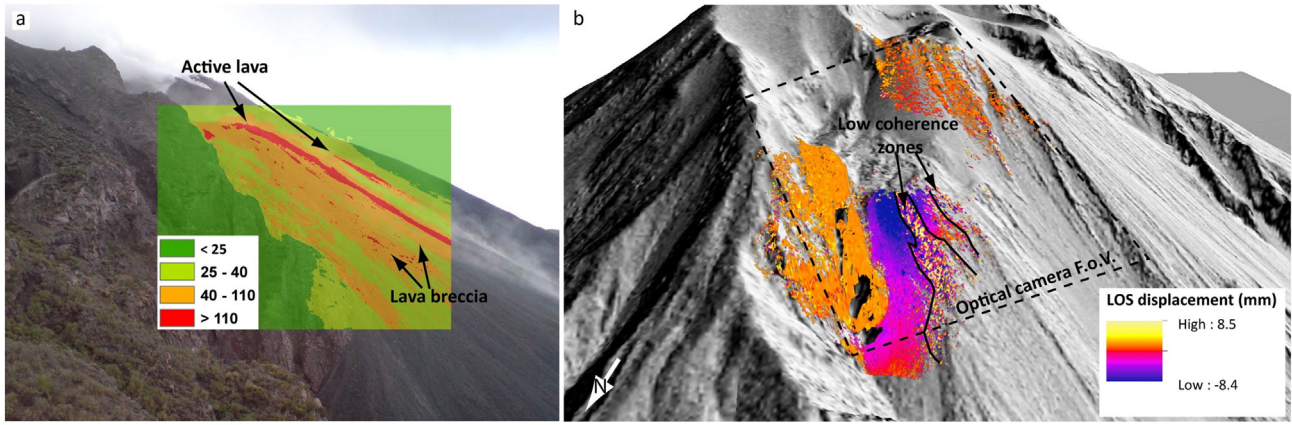 a
Active lava
Lava breccia
< 25
25 - 40
40 - 110
> 110
b
Low coherence
zones
Optical camera F.o.V.
N
LOS displacement (mm)
High : 8.5
Low : -8.4